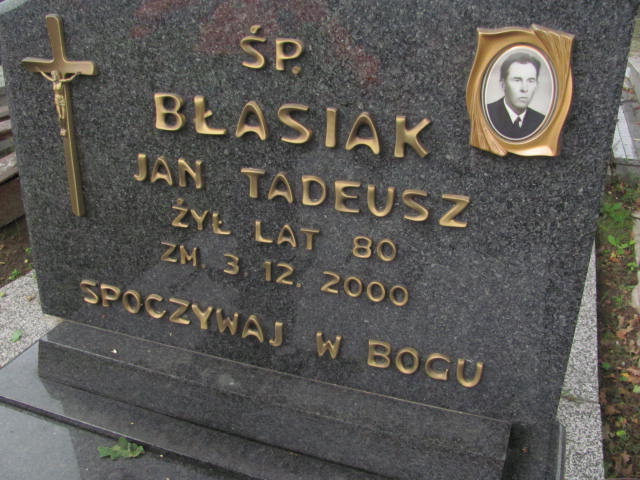 ŚP.
BŁASIAK
JAN TADEUSZ
ŻYŁ LAT 80
ZM. 3. 12. 2000
SPOCZYWAJ W BOGU